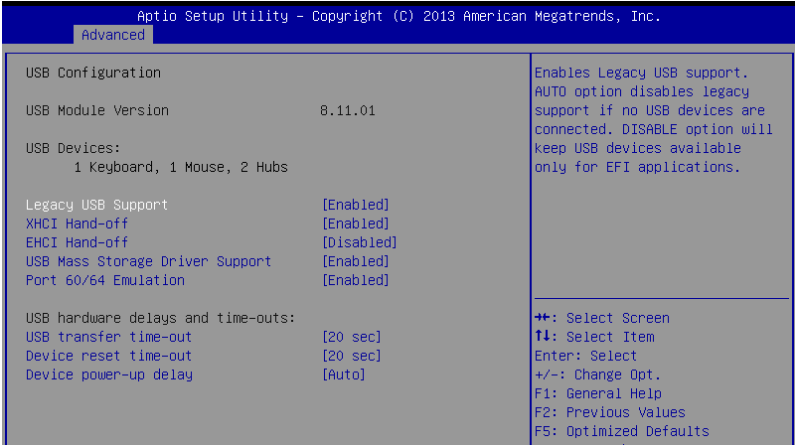 Aptio Setup Utility – Copyright (C) 2013 American Megatrends, Inc.
Advanced
USB Configuration
USB Module Version 8.11.01
USB Devices:
1 Keyboard, 1 Mouse, 2 Hubs
Legacy USB Support [Enabled]
XHCI Hand-off [Enabled]
EHCI Hand-off [Disabled]
USB Mass Storage Driver Support [Enabled]
Port 60/64 Emulation [Enabled]
USB hardware delays and time-outs:
USB transfer time-out [20 sec]
Device reset time-out [20 sec]
Device power-up delay [Auto]
Enables Legacy USB support.
AUTO option disables legacy
support if no USB devices are
connected. DISABLE option will
keep USB devices available
only for EFI applications.
→←: Select Screen
↑↓: Select Item
Enter: Select
+/-: Change Opt.
F1: General Help
F2: Previous Values
F5: Optimized Defaults